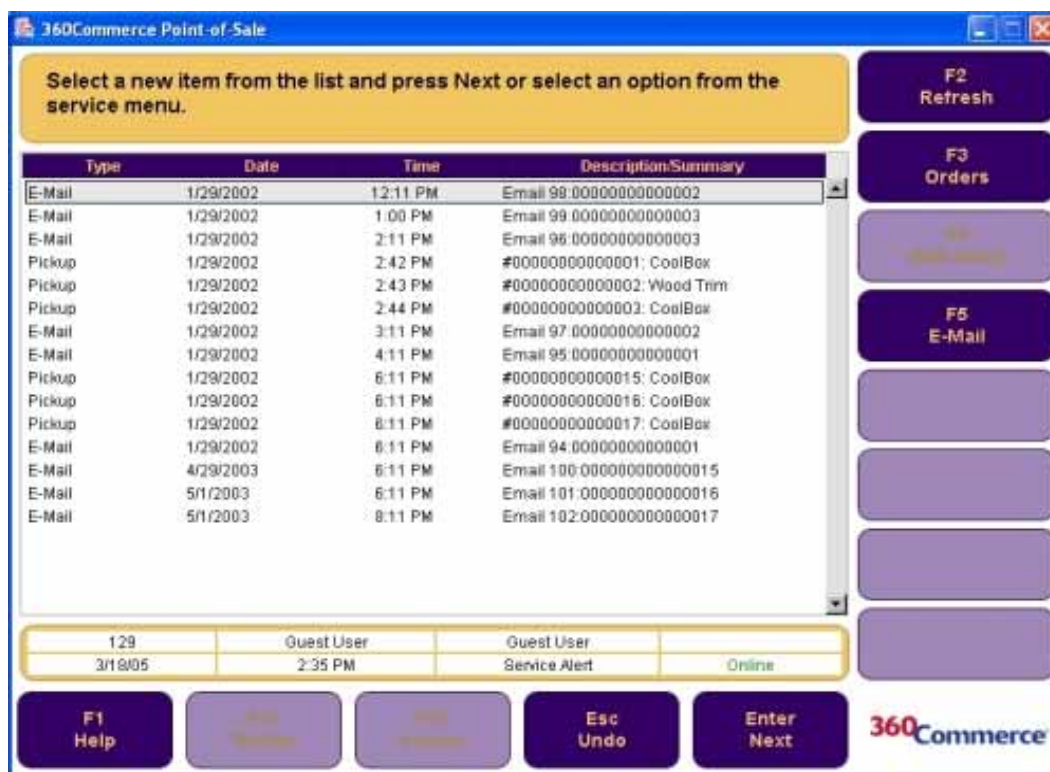 360Commerce Point-of-Sale
Select a new item from the list and press Next or select an option from the
service menu.
F2
Refresh
F3
Orders
F5
E-Mail
Type Date Time Description/Summary
E-Mail 1/29/2002 12:11 PM Email 98:00000000000002
E-Mail 1/29/2002 1:00 PM Email 99:00000000000003
E-Mail 1/29/2002 2:11 PM Email 96:00000000000003
Pickup 1/29/2002 2:42 PM #00000000000001: CoolBox
Pickup 1/29/2002 2:43 PM #00000000000002: Wood Trim
Pickup 1/29/2002 2:44 PM #00000000000003: CoolBox
E-Mail 1/29/2002 3:11 PM Email 97:00000000000002
E-Mail 1/29/2002 4:11 PM Email 95:00000000000001
Pickup 1/29/2002 6:11 PM #00000000000015: CoolBox
Pickup 1/29/2002 6:11 PM #00000000000016: CoolBox
Pickup 1/29/2002 6:11 PM #00000000000017: CoolBox
E-Mail 1/29/2002 6:11 PM Email 94:00000000000001
E-Mail 4/29/2003 6:11 PM Email 100:000000000000015
E-Mail 5/1/2003 6:11 PM Email 101:000000000000016
E-Mail 5/1/2003 8:11 PM Email 102:000000000000017
129 Guest User Guest User
3/18/05 2:35 PM Service Alert Online
F1
Help
Esc
Undo
Enter
Next
360Commerce